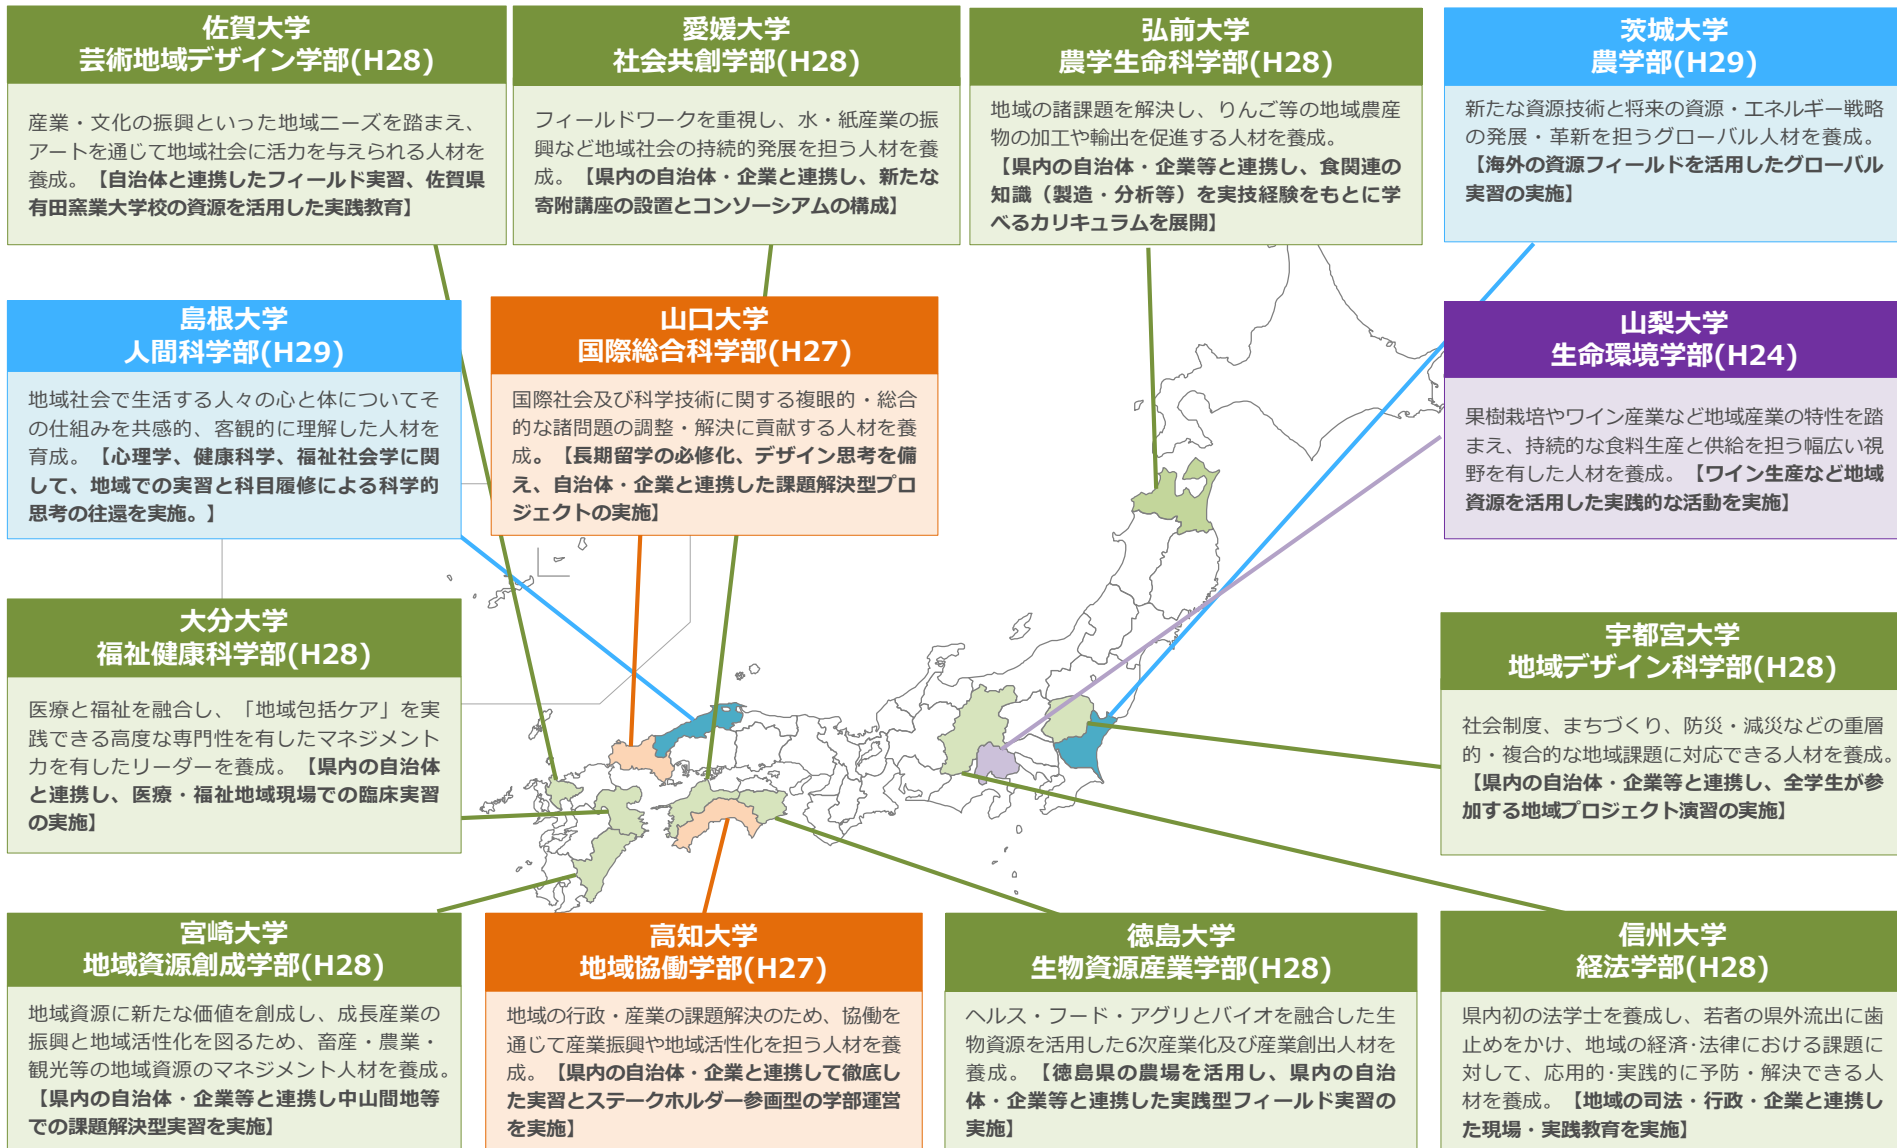 佐賀大学
芸術地域デザイン学部(H28)
産業・文化の振興といった地域ニーズを踏まえ、
アートを通じて地域社会に活力を与えられる人材を
養成。【自治体と連携したフィールド実習、佐賀県
有田窯業大学校の資源を活用した実践教育】
愛媛大学
社会共創学部(H28)
フィールドワークを重視し、水・紙産業の振
興など地域社会の持続的発展を担う人材を養
成。【県内の自治体・企業と連携し、新たな
寄附講座の設置とコンソーシアムの構成】
弘前大学
農学生命科学部(H28)
地域の諸課題を解決し、りんご等の地域農産
物の加工や輸出を促進する人材を養成。
【県内の自治体・企業等と連携し、食関連の
知識（製造・分析等）を実技経験をもとに学
べるカリキュラムを展開】
茨城大学
農学部(H29)
新たな資源技術と将来の資源・エネルギー戦略
の発展・革新を担うグローバル人材を養成。
【海外の資源フィールドを活用したグローバル
実習の実施】
島根大学
人間科学部(H29)
地域社会で生活する人々の心と体についてそ
の仕組みを共感的、客観的に理解した人材を
育成。【心理学、健康科学、福祉社会学に関
して、地域での実習と科目履修による科学的
思考の往還を実施。】
山口大学
国際総合科学部(H27)
国際社会及び科学技術に関する複眼的・総合
的な諸問題の調整・解決に貢献する人材を養
成。【長期留学の必修化、デザイン思考を備
え、自治体・企業と連携した課題解決型プロ
ジェクトの実施】
山梨大学
生命環境学部(H24)
果樹栽培やワイン産業など地域産業の特性を踏
まえ、持続的な食料生産と供給を担う幅広い視
野を有した人材を養成。【ワイン生産など地域
資源を活用した実践的な活動を実施】
大分大学
福祉健康科学部(H28)
医療と福祉を融合し、「地域包括ケア」を実
践できる高度な専門性を有したマネジメント
力を有したリーダーを養成。【県内の自治体
と連携し、医療・福祉地域現場での臨床実習
の実施】
宇都宮大学
地域デザイン科学部(H28)
社会制度、まちづくり、防災・減災などの重層
的・複合的な地域課題に対応できる人材を養成。
【県内の自治体・企業等と連携し、全学生が参
加する地域プロジェクト演習の実施】
宮崎大学
地域資源創成学部(H28)
地域資源に新たな価値を創成し、成長産業の
振興と地域活性化を図るため、畜産・農業・
観光等の地域資源のマネジメント人材を養成。
【県内の自治体・企業等と連携し中山間地等
での課題解決型実習を実施】
高知大学
地域協働学部(H27)
地域の行政・産業の課題解決のため、協働を
通じて産業振興や地域活性化を担う人材を養
成。【県内の自治体・企業と連携して徹底し
た実習とステークホルダー参画型の学部運営
を実施】
徳島大学
生物資源産業学部(H28)
ヘルス・フード・アグリとバイオを融合した生
物資源を活用した6次産業化及び産業創出人材を
養成。【徳島県の農場を活用し、県内の自治
体・企業等と連携した実践型フィールド実習の
実施】
信州大学
経法学部(H28)
県内初の法学士を養成し、若者の県外流出に歯
止めをかけ、地域の経済・法律における課題に
対して、応用的・実践的に予防・解決できる人
材を養成。【地域の司法・行政・企業と連携し
た現場・実践教育を実施】